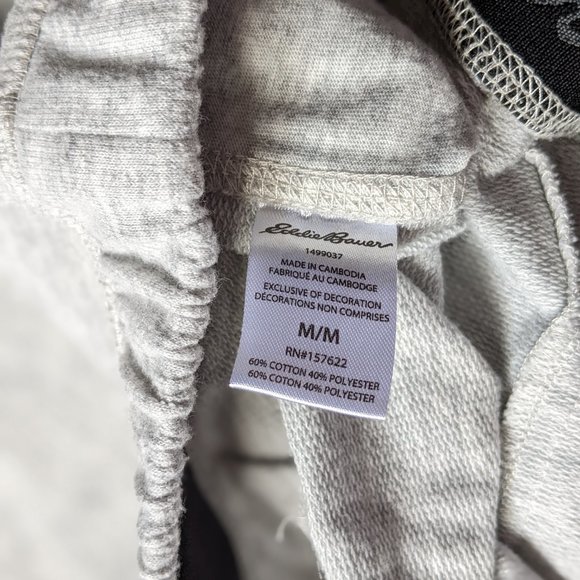 Eddie Bauer
1499037
MADE IN CAMBODIA
FABRIQUÉ AU CAMBODGE
EXCLUSIVE OF DECORATION
DÉCORATIONS NON COMPRISES
M/M
RN#157622
60% COTTON 40% POLYESTER
60% COTON 40% POLYESTER